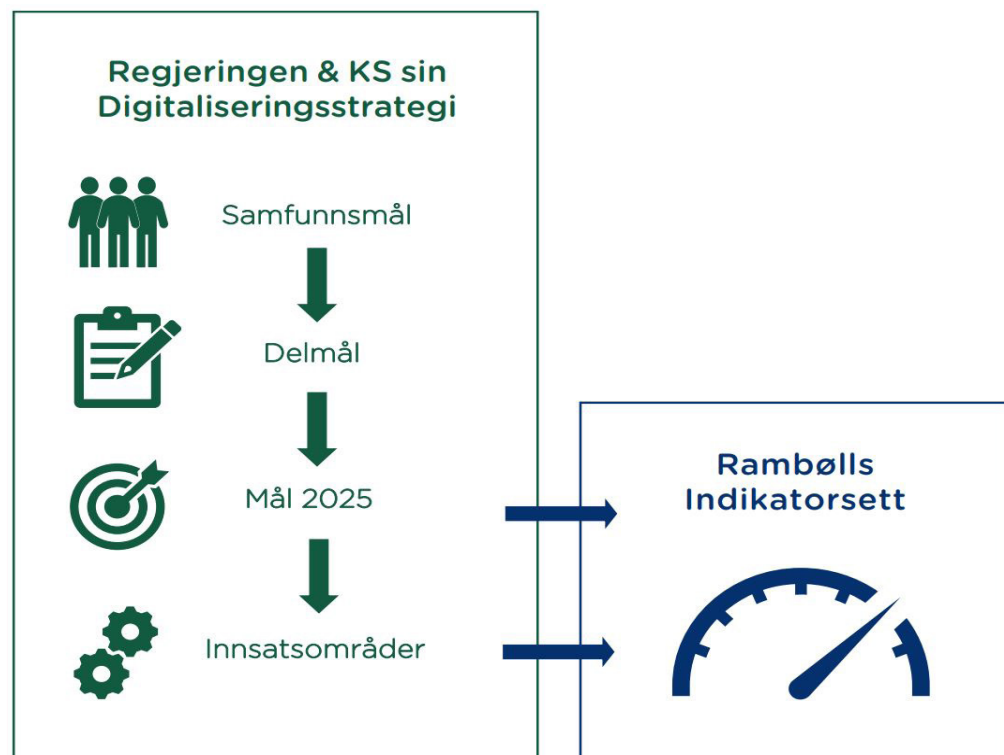 Regjeringen & KS sin
Digitaliseringsstrategi
Samfunnsmål
Delmål
Mål 2025
Innsatsområder
Rambølls
Indikatorsett